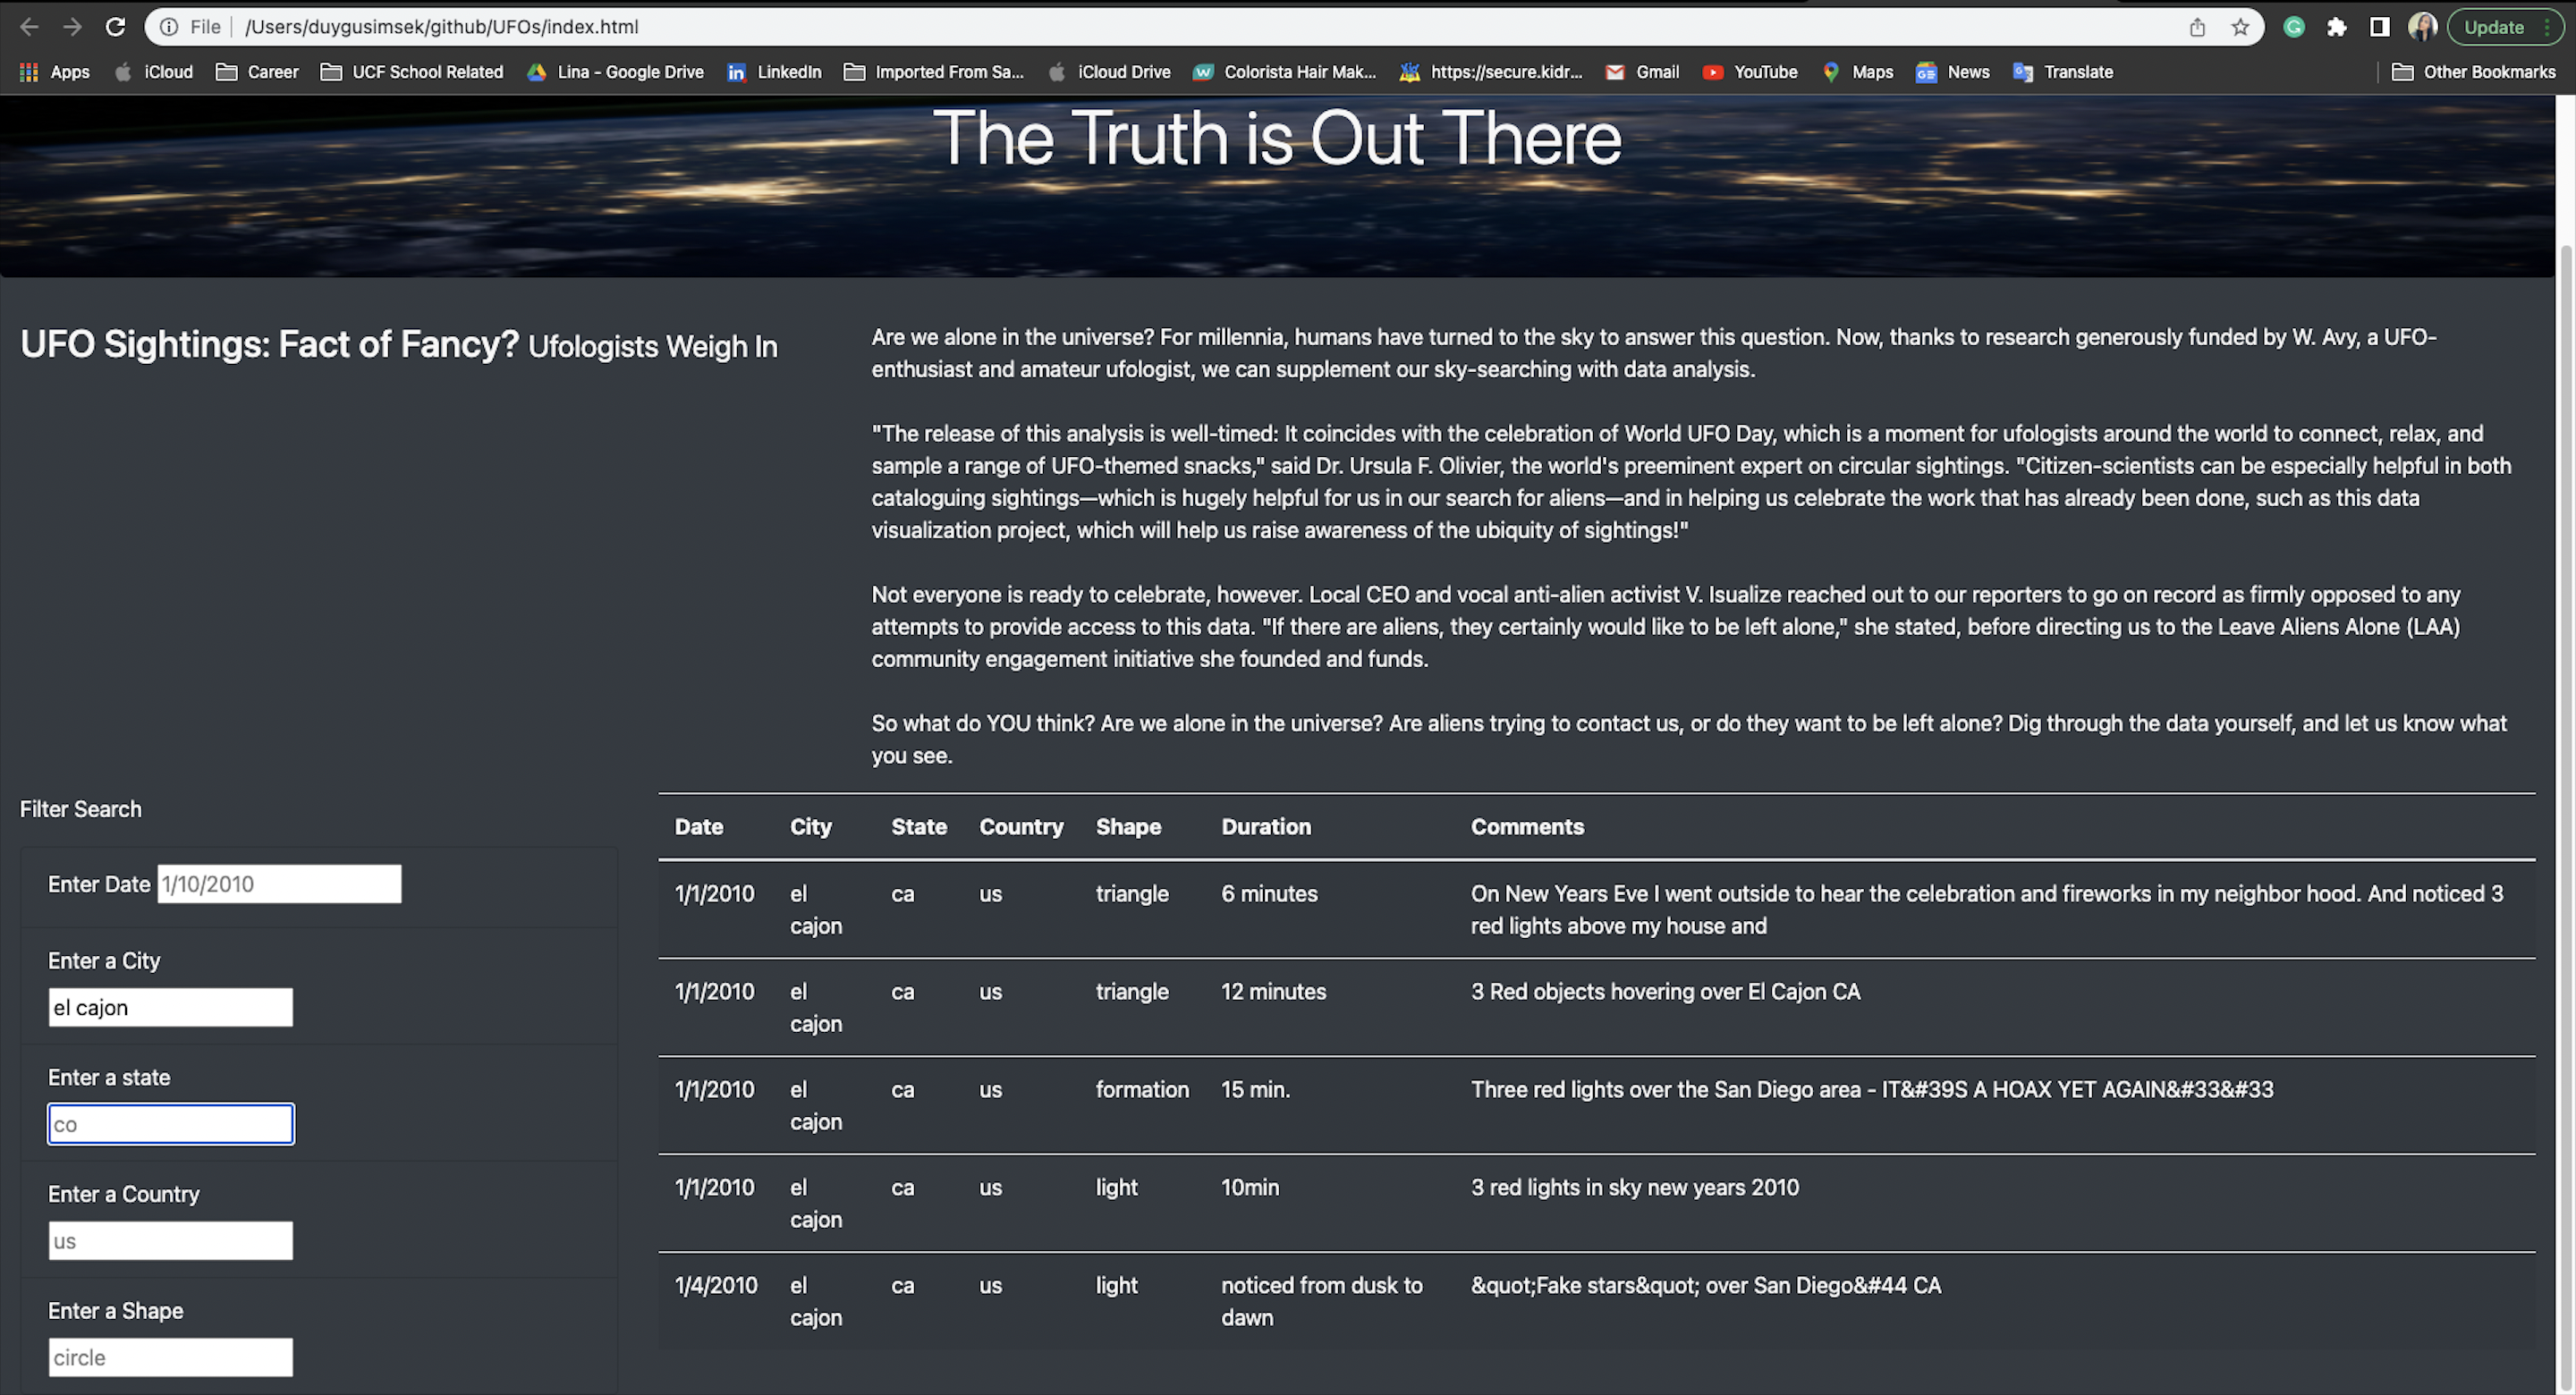 File /Users/duygusimsek/github/UFOs/index.html
Update
Apps iCloud Career UCF School Related Lina - Google Drive LinkedIn Imported From Sa... iCloud Drive Colorista Hair Mak... https://secure.kidr... Gmail YouTube Maps News Translate Other Bookmarks
The Truth is Out There
UFO Sightings: Fact of Fancy? Ufologists Weigh In
Are we alone in the universe? For millennia, humans have turned to the sky to answer this question. Now, thanks to research generously funded by W. Avy, a UFO-
enthusiast and amateur ufologist, we can supplement our sky-searching with data analysis.
"The release of this analysis is well-timed: It coincides with the celebration of World UFO Day, which is a moment for ufologists around the world to connect, relax, and
sample a range of UFO-themed snacks," said Dr. Ursula F. Olivier, the world's preeminent expert on circular sightings. "Citizen-scientists can be especially helpful in both
cataloguing sightings—which is hugely helpful for us in our search for aliens—and in helping us celebrate the work that has already been done, such as this data
visualization project, which will help us raise awareness of the ubiquity of sightings!"
Not everyone is ready to celebrate, however. Local CEO and vocal anti-alien activist V. Isualize reached out to our reporters to go on record as firmly opposed to any
attempts to provide access to this data. "If there are aliens, they certainly would like to be left alone," she stated, before directing us to the Leave Aliens Alone (LAA)
community engagement initiative she founded and funds.
So what do YOU think? Are we alone in the universe? Are aliens trying to contact us, or do they want to be left alone? Dig through the data yourself, and let us know what
you see.
Filter Search
Enter Date 1/10/2010
Enter a City
el cajon
Enter a state
co
Enter a Country
us
Enter a Shape
circle
Date City State Country Shape Duration Comments
1/1/2010 el ca us triangle 6 minutes On New Years Eve I went outside to hear the celebration and fireworks in my neighbor hood. And noticed 3
cajon red lights above my house and
1/1/2010 el ca us triangle 12 minutes 3 Red objects hovering over El Cajon CA
cajon
1/1/2010 el ca us formation 15 min. Three red lights over the San Diego area - IT&#39S A HOAX YET AGAIN&#33&#33
cajon
1/1/2010 el ca us light 10min 3 red lights in sky new years 2010
cajon
1/4/2010 el ca us light noticed from dusk to &quot;Fake stars&quot; over San Diego&#44 CA
cajon dawn